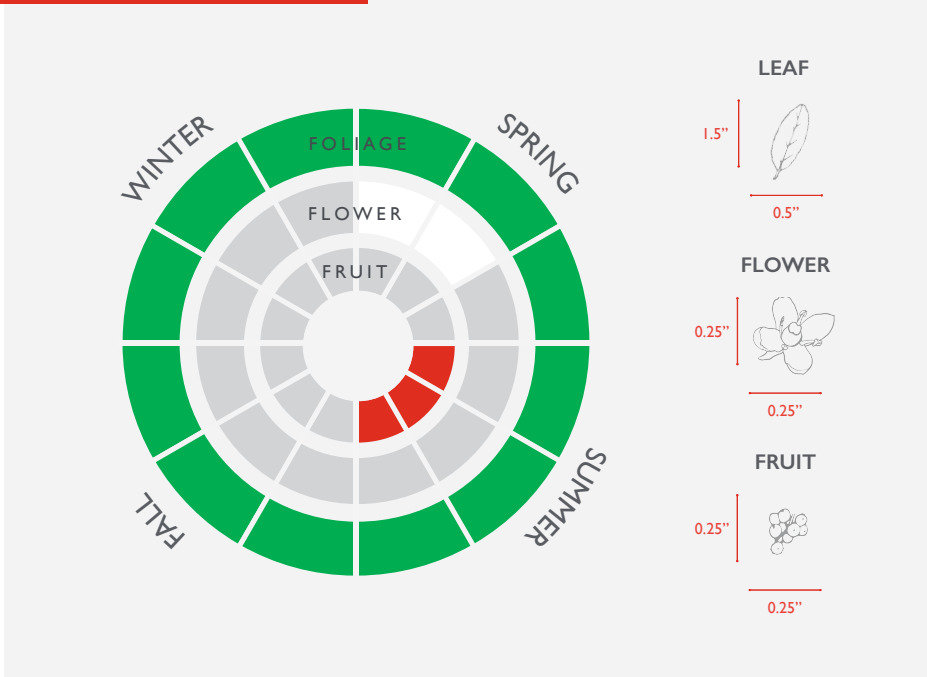 WINTER
SPRING
FOLIAGE
FLOWER
FRUIT
SUMMER
FALL
LEAF
1.5”
0.5”
FLOWER
0.25”
0.25”
FRUIT
0.25”
0.25”